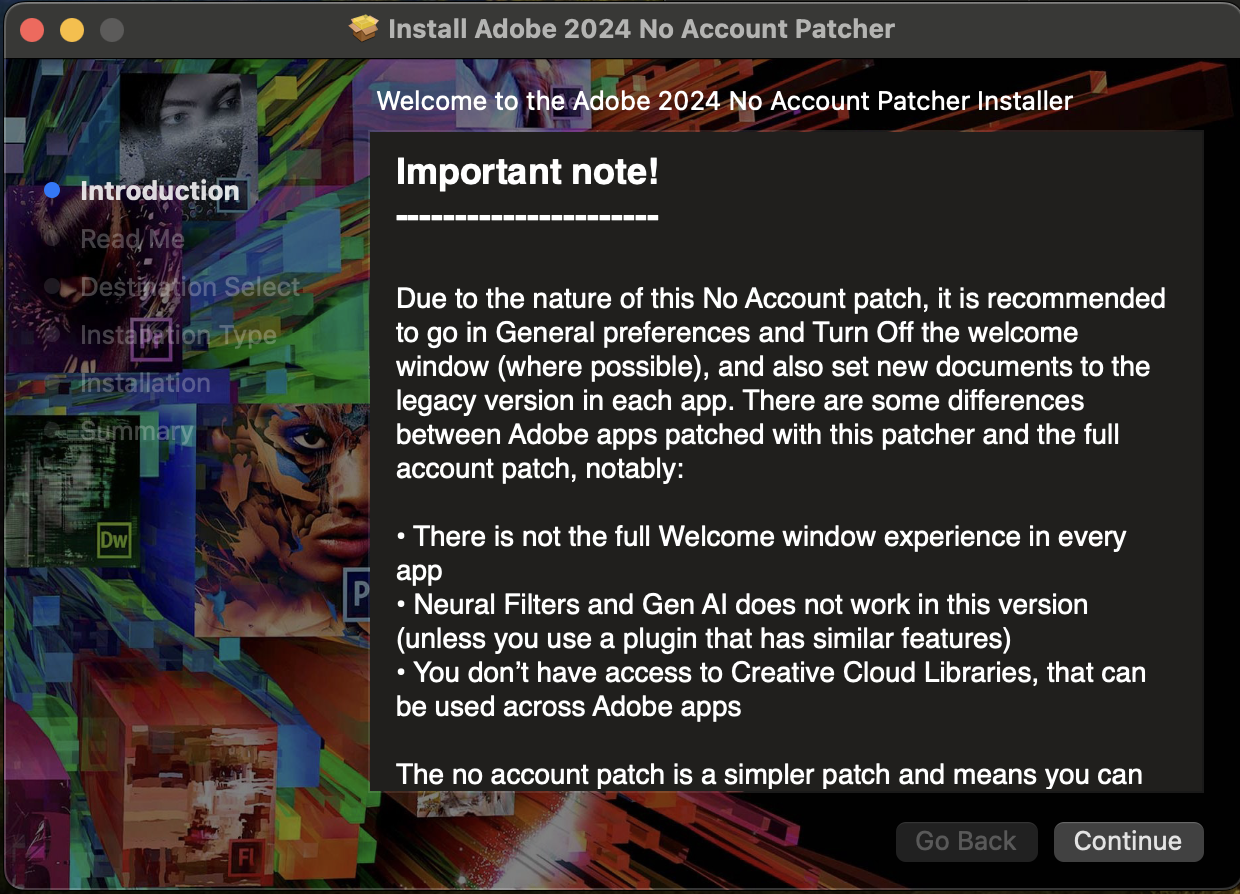 Install Adobe 2024 No Account Patcher
Welcome to the Adobe 2024 No Account Patcher Installer
Introduction
Read Me
Destination Select
Installation Type
Installation
Summary
Important note!
----------------------
Due to the nature of this No Account patch, it is recommended
to go in General preferences and Turn Off the welcome
window (where possible), and also set new documents to the
legacy version in each app. There are some differences
between Adobe apps patched with this patcher and the full
account patch, notably:
• There is not the full Welcome window experience in every
app
• Neural Filters and Gen AI does not work in this version
(unless you use a plugin that has similar features)
• You don’t have access to Creative Cloud Libraries, that can
be used across Adobe apps
The no account patch is a simpler patch and means you can
Pr
Dw
P
Fl
Go Back
Continue